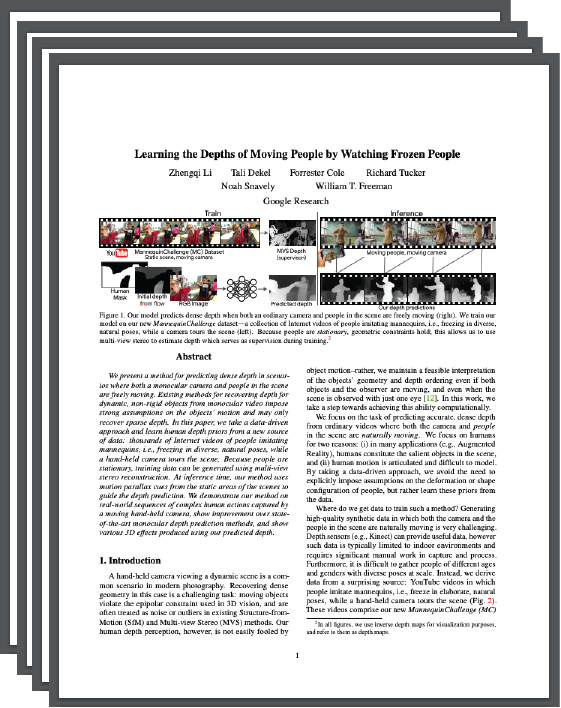 Learning the Depths of Moving People by Watching Frozen People
Zhengqi Li Tali Dekel Forrester Cole Richard Tucker
Noah Snavely William T. Freeman
Google Research
Train
Inference
YouTube MannequinChallenge (MC) Dataset
Static scene, moving camera
MVS Depth
(supervision)
Moving people, moving camera
Human
Mask
Initial depth
from flow
RGB Image
Predicted depth
Our depth predictions
Figure 1. Our model predicts dense depth when both an ordinary camera and people in the scene are freely moving (right). We train our
model on our new MannequinChallenge dataset—a collection of Internet videos of people imitating mannequins, i.e., freezing in diverse,
natural poses, while a camera tours the scene (left). Because people are stationary, geometric constraints hold; this allows us to use
multi-view stereo to estimate depth which serves as supervision during training.²
Abstract
We present a method for predicting dense depth in scenar-
ios where both a monocular camera and people in the scene
are freely moving. Existing methods for recovering depth for
dynamic, non-rigid objects from monocular video impose
strong assumptions on the objects' motion and may only
recover sparse depth. In this paper, we take a data-driven
approach and learn human depth priors from a new source
of data: thousands of Internet videos of people imitating
mannequins, i.e., freezing in diverse, natural poses, while
a hand-held camera tours the scene. Because people are
stationary, training data can be generated using multi-view
stereo reconstruction. At inference time, our method uses
motion parallax cues from the static areas of the scenes to
guide the depth prediction. We demonstrate our method on
real-world sequences of complex human actions captured
by a moving hand-held camera, show improvement over state-
of-the-art monocular depth prediction methods, and show
various 3D effects produced using our predicted depth.
1. Introduction
A hand-held camera viewing a dynamic scene is a com-
mon scenario in modern photography. Recovering dense
geometry in this case is a challenging task: moving objects
violate the epipolar constraint used in 3D vision, and are
often treated as noise or outliers in existing Structure-from-
Motion (SfM) and Multi-view Stereo (MVS) methods. Our
human depth perception, however, is not easily fooled by
object motion–rather, we maintain a feasible interpretation
of the objects' geometry and depth ordering even if both
objects and the observer are moving, and even when the
scene is observed with just one eye [12]. In this work, we
take a step towards achieving this ability computationally.
We focus on the task of predicting accurate, dense depth
from ordinary videos where both the camera and people
in the scene are naturally moving. We focus on humans
for two reasons: (i) in many applications (e.g., Augmented
Reality), humans constitute the salient objects in the scene,
and (ii) human motion is articulated and difficult to model.
By taking a data-driven approach, we avoid the need to
explicitly impose assumptions on the deformation or shape
configuration of people, but rather learn these priors from
the data.
Where do we get data to train such a method? Generating
high-quality synthetic data in which both the camera and the
people in the scene are naturally moving is very challenging.
Depth sensors (e.g., Kinect) can provide useful data, however
such data is typically limited to indoor environments and
requires significant manual work in capture and process.
Furthermore, it is difficult to gather people of different ages
and genders with diverse poses at scale. Instead, we derive
data from a surprising source: YouTube videos in which
people imitate mannequins, i.e., freeze in elaborate, natural
poses, while a hand-held camera tours the scene (Fig. 2).
These videos comprise our new MannequinChallenge (MC)
²In all figures, we use inverse depth maps for visualization purposes,
and refer to them as depth maps.
1